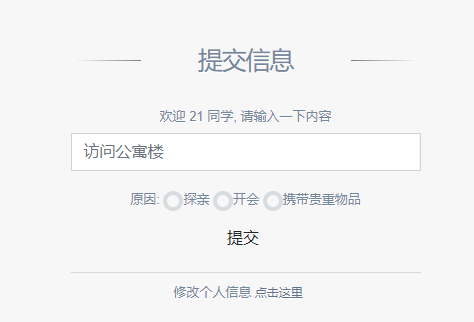 提交信息
欢迎 21 同学, 请输入一下内容
访问公寓楼
原因: 探亲 开会 携带贵重物品
提交
修改个人信息 点击这里